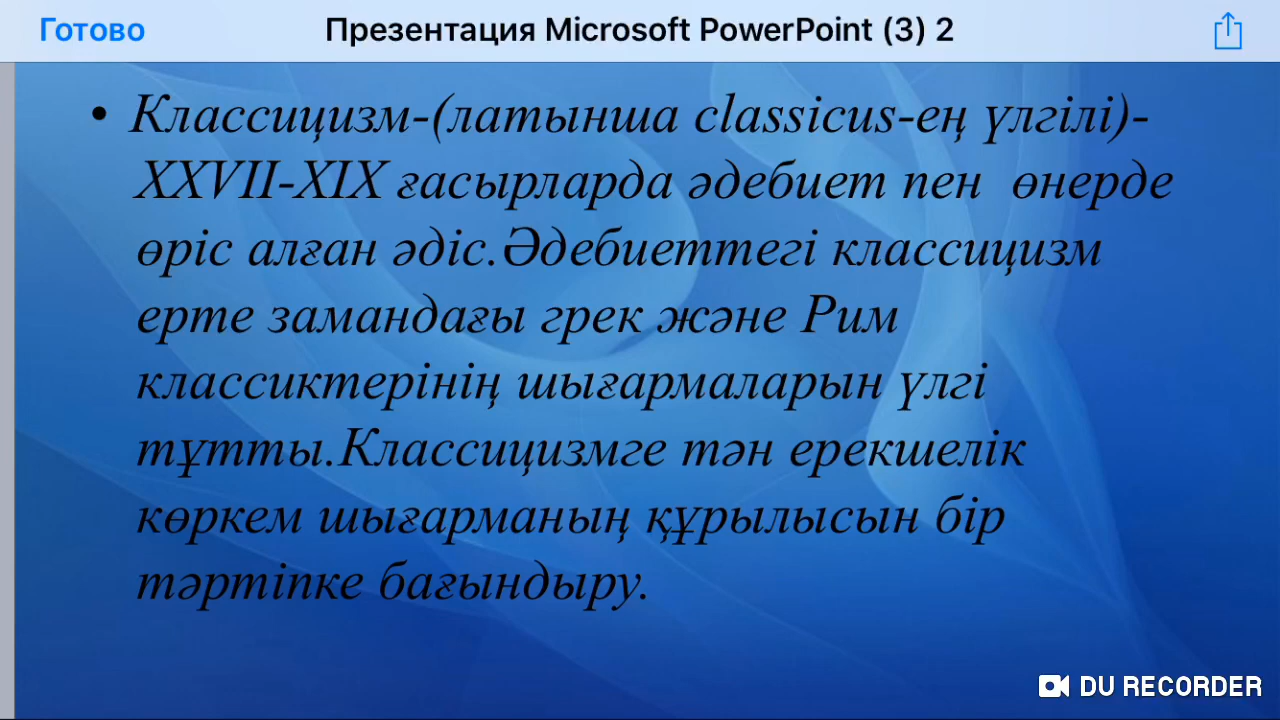 Готово Презентация Microsoft PowerPoint (3) 2
• Классицизм-(латынша classicus-ең үлгілі)-
XXVII-XIX ғасырларда әдебиет пен өнерде
өріс алған әдіс.Әдебиеттегі классицизм
ерте замандағы грек және Рим
классиктерінің шығармаларын үлгі
тұтты.Классицизмге тән ерекшелік
көркем шығарманың құрылысын бір
тәртіпке бағындыру.
DU RECORDER